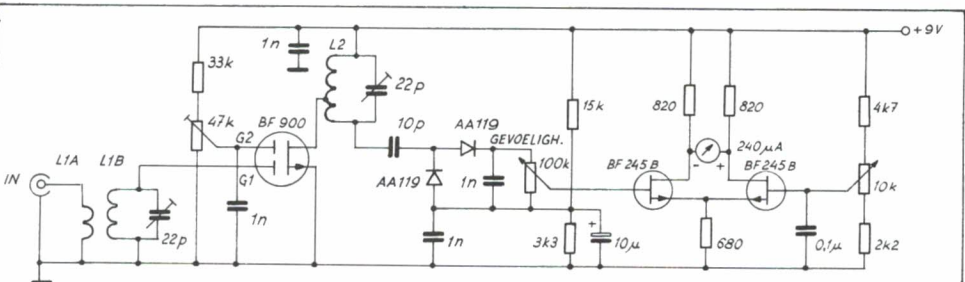 +9V
1n
L2
33k
22p
15k
820
820
4k7
47k
BF 900
10p
AA119
GEVOELIGH.
240µA
- +
G2
L1A
L1B
100k
BF 245 B
BF 245 B
IN
G1
AA119
1n
10k
22p
1n
1n
3k3
+
10µ
680
0,1µ
2k2